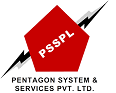 PSSPL
PENTAGON SYSTEM &
SERVICES PVT. LTD.